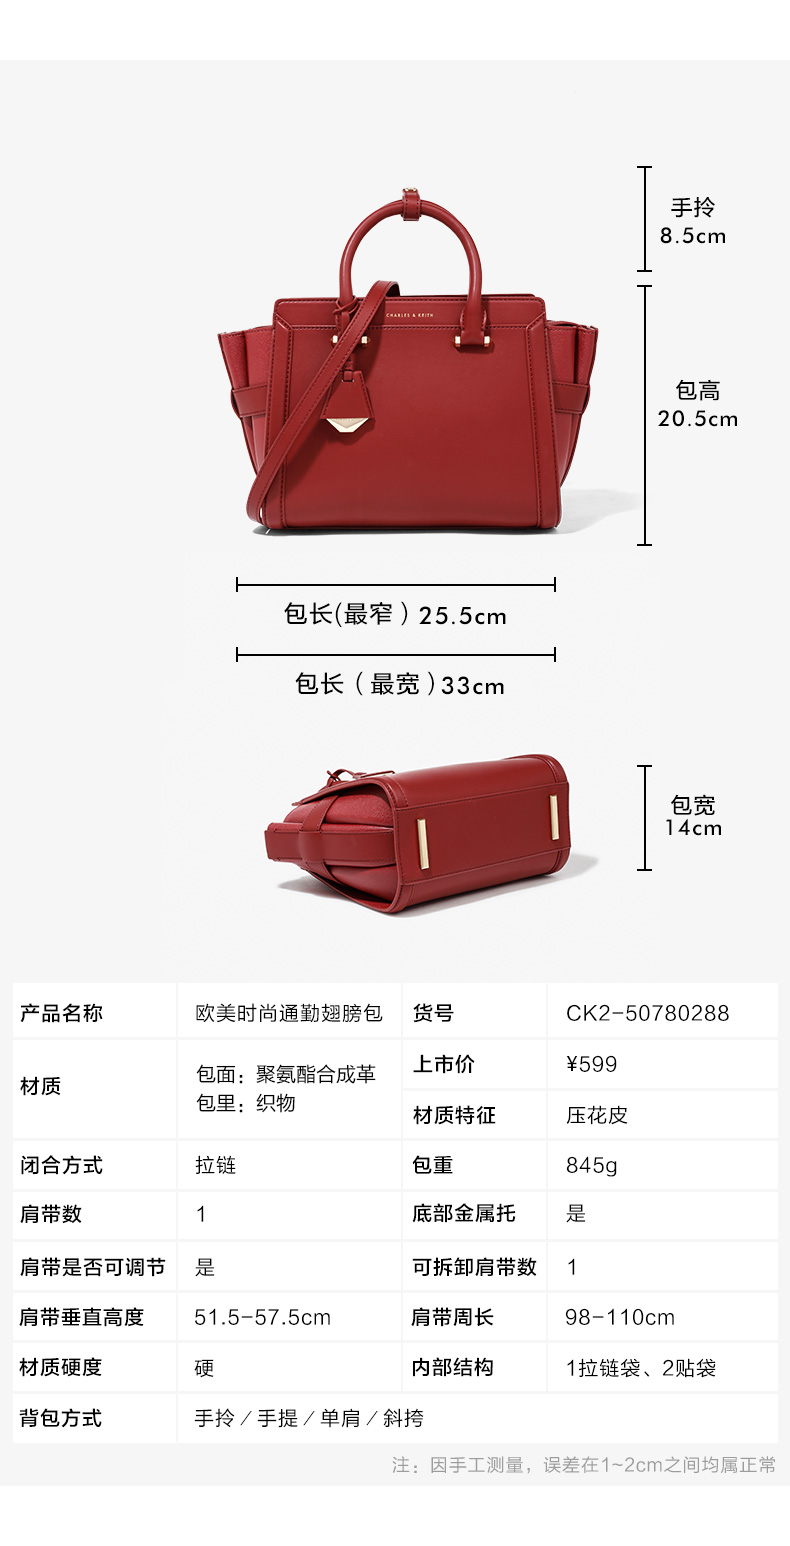 手拎
8.5cm
CHARLES & KEITH
包高
20.5cm
包长(最窄）25.5cm
包长（最宽）33cm
包宽
14cm
产品名称 欧美时尚通勤翅膀包 货号 CK2-50780288
材质 包面：聚氨酯合成革
包里：织物
上市价 ¥599
材质特征 压花皮
闭合方式 拉链 包重 845g
肩带数 1 底部金属托 是
肩带是否可调节 是 可拆卸肩带数 1
肩带垂直高度 51.5-57.5cm 肩带周长 98-110cm
材质硬度 硬 内部结构 1拉链袋、2贴袋
背包方式 手拎／手提／单肩／斜挎
注：因手工测量，误差在1~2cm之间均属正常